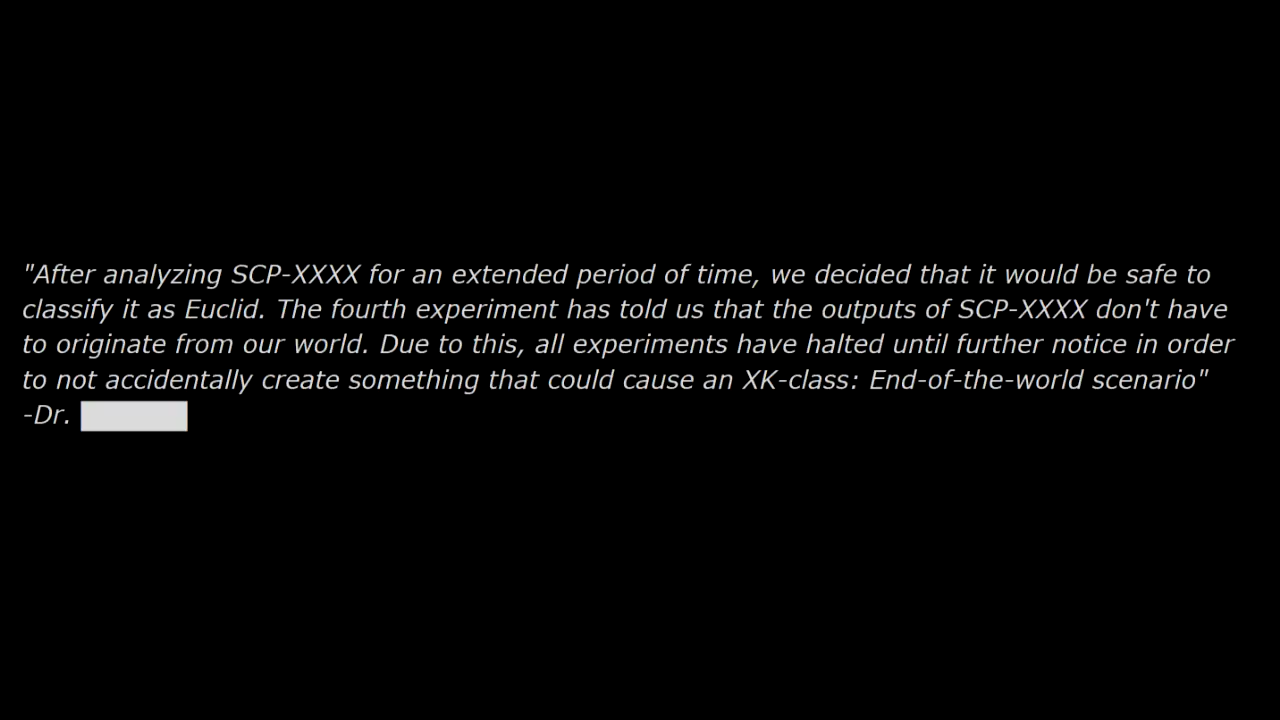 "After analyzing SCP-XXXX for an extended period of time, we decided that it would be safe to
classify it as Euclid. The fourth experiment has told us that the outputs of SCP-XXXX don't have
to originate from our world. Due to this, all experiments have halted until further notice in order
to not accidentally create something that could cause an XK-class: End-of-the-world scenario"
-Dr.